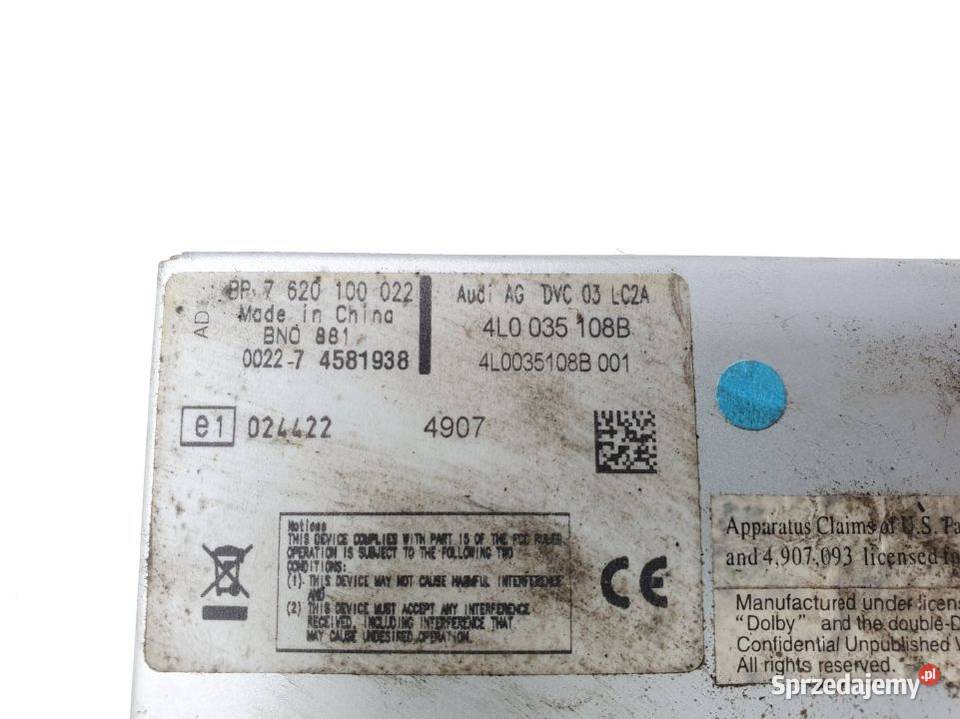 BP. 7 620 100 022
Made in China
BNO 881
0022-7 4581938
AD
Audi AG DVC 03 LC2A
4L0 035 108B
4L0035108B 001
e1 024422
4907
Notices
THIS DEVICE COMPLIES WITH PART 15 OF THE FCC RULES
OPERATION IS SUBJECT TO THE FOLLOWING TWO
CONDITIONS:
(1) THIS DEVICE MAY NOT CAUSE HARMFUL INTERFERENCE
AND
(2) THIS DEVICE MUST ACCEPT ANY INTERFERENCE
RECEIVED, INCLUDING INTERFERENCE THAT
MAY CAUSE UNDESIRED OPERATION.
CE
Apparatus Claims of U.S. Pa
and 4,907,093 licensed fo
Manufactured under licens
"Dolby" and the double-D
Confidential Unpublished W
All rights reserved.
Sprzedajemy.pl